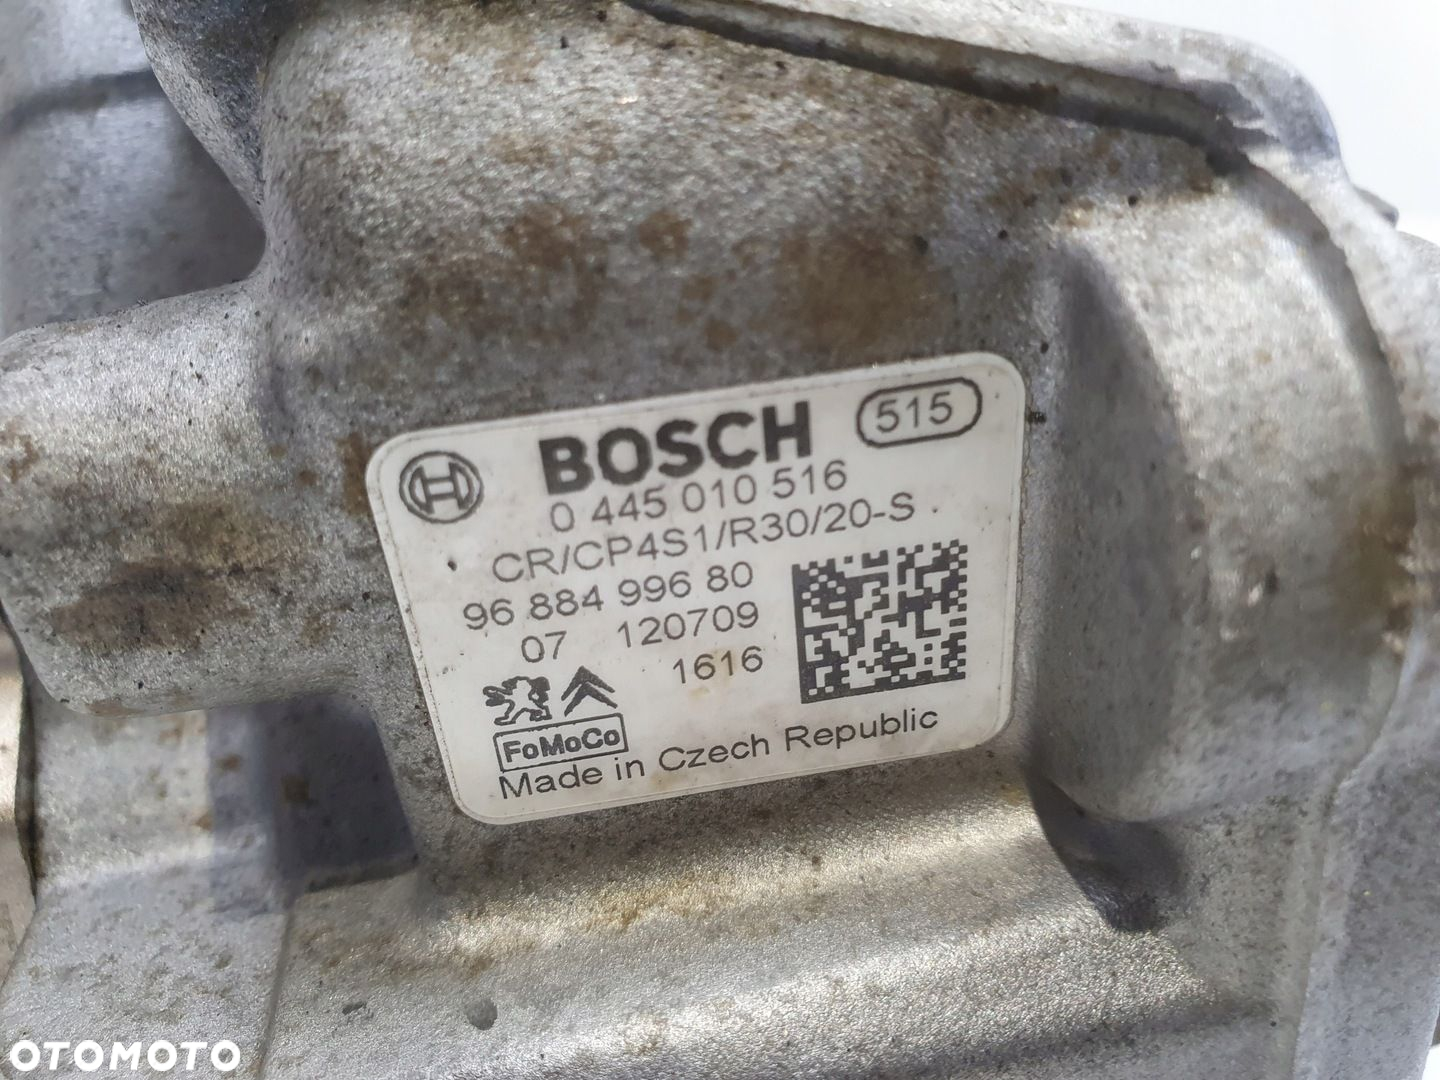 BOSCH 515
0 445 010 516
CR/CP4S1/R30/20-S
96 884 996 80
07 120709
1616
FoMoCo
Made in Czech Republic
OTOMOTO